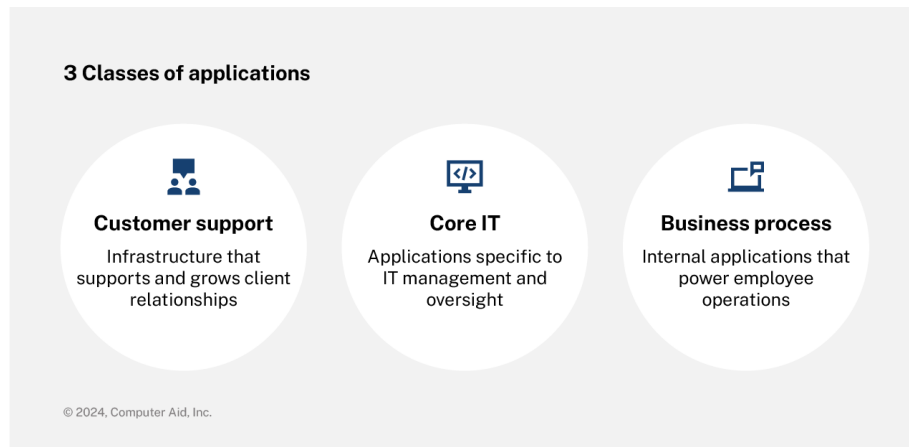 3 Classes of applications
Customer support
Infrastructure that
supports and grows client
relationships
Core IT
Applications specific to
IT management and
oversight
Business process
Internal applications that
power employee
operations
© 2024, Computer Aid, Inc.